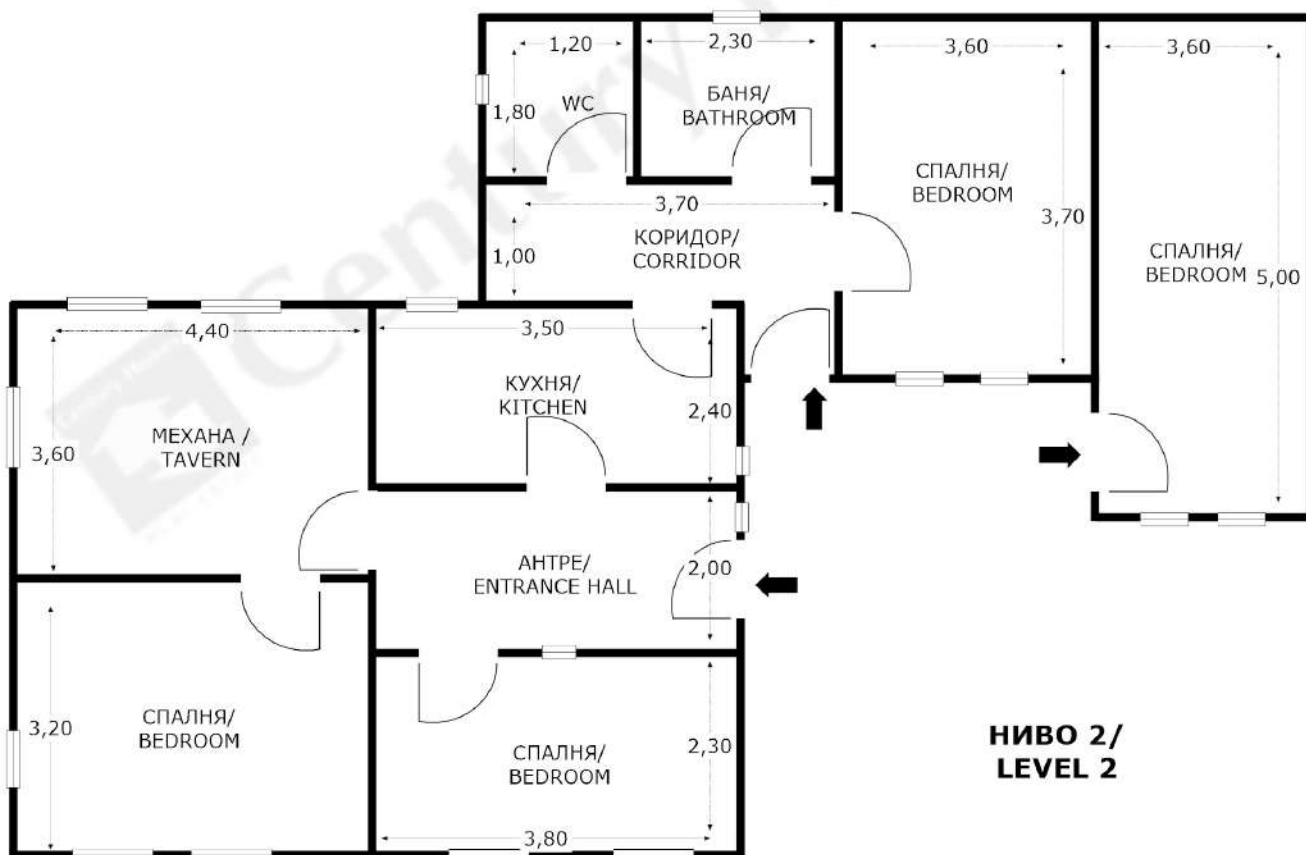 1,20
2,30
3,60
3,60
1,80
WC
БАНЯ/
BATHROOM
СПАЛНЯ/
BEDROOM
3,70
3,70
1,00
КОРИДОР/
CORRIDOR
СПАЛНЯ/
BEDROOM
5,00
4,40
3,50
КУХНЯ/
KITCHEN
2,40
МЕХАНА /
TAVERN
3,60
АНТРЕ/
ENTRANCE HALL
2,00
СПАЛНЯ/
BEDROOM
3,20
СПАЛНЯ/
BEDROOM
2,30
3,80
НИВО 2/
LEVEL 2
Century